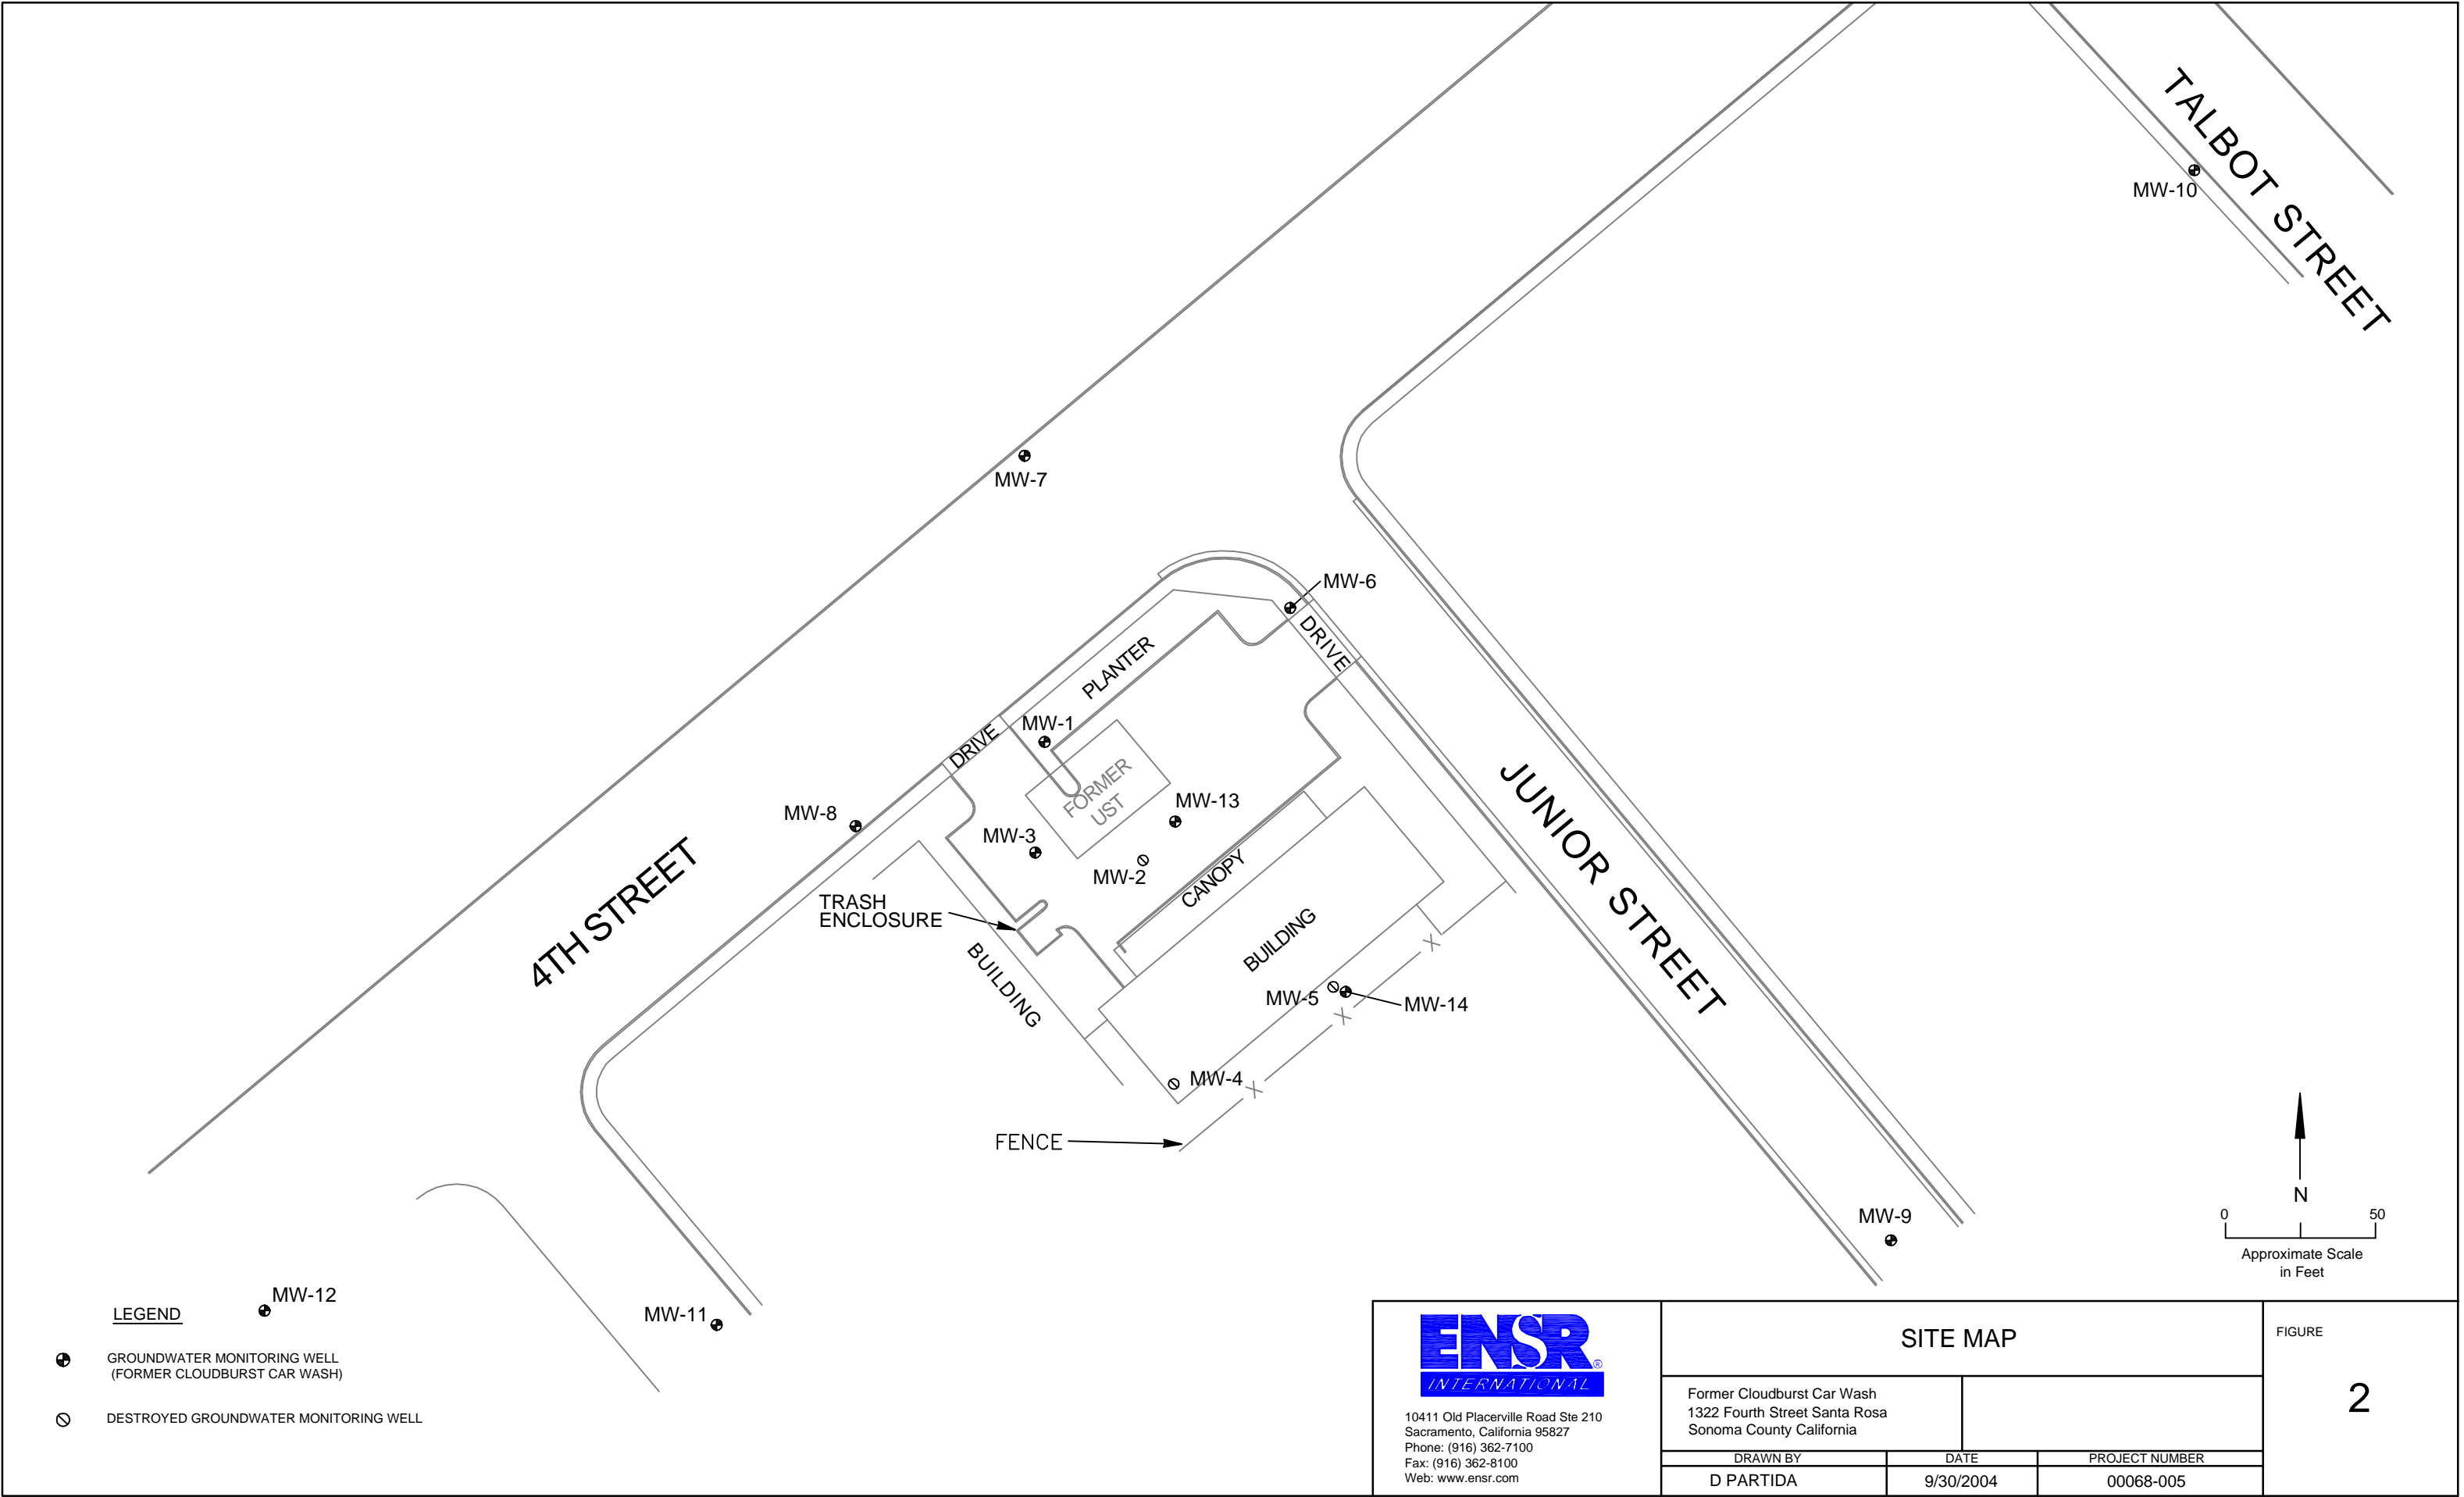 TALBOT STREET
MW-10
MW-7
MW-6
DRIVE
PLANTER
MW-1
DRIVE
FORMER
UST
MW-13
MW-8
MW-3
MW-2
CANOPY
JUNIOR STREET
4TH STREET
TRASH
ENCLOSURE
BUILDING
BUILDING
MW-5
MW-14
X
X
MW-4
X
FENCE
MW-9
N
0 50
Approximate Scale
in Feet
MW-12
MW-11
LEGEND
GROUNDWATER MONITORING WELL
(FORMER CLOUDBURST CAR WASH)
DESTROYED GROUNDWATER MONITORING WELL
ENSR®
INTERNATIONAL
10411 Old Placerville Road Ste 210
Sacramento, California 95827
Phone: (916) 362-7100
Fax: (916) 362-8100
Web: www.ensr.com
SITE MAP
Former Cloudburst Car Wash
1322 Fourth Street Santa Rosa
Sonoma County California
DRAWN BY DATE PROJECT NUMBER
D PARTIDA 9/30/2004 00068-005
FIGURE
2